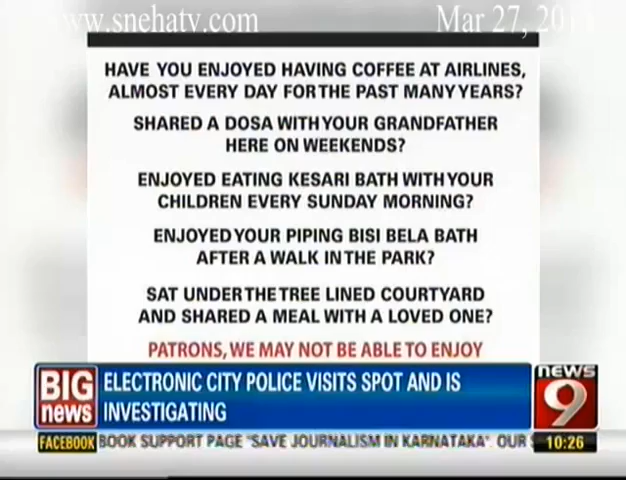 www.snehatv.com
Mar 27, 201
HAVE YOU ENJOYED HAVING COFFEE AT AIRLINES,
ALMOST EVERY DAY FOR THE PAST MANY YEARS?
SHARED A DOSA WITH YOUR GRANDFATHER
HERE ON WEEKENDS?
ENJOYED EATING KESARI BATH WITH YOUR
CHILDREN EVERY SUNDAY MORNING?
ENJOYED YOUR PIPING BISI BELA BATH
AFTER A WALK IN THE PARK?
SAT UNDER THE TREE LINED COURTYARD
AND SHARED A MEAL WITH A LOVED ONE?
PATRONS, WE MAY NOT BE ABLE TO ENJOY
BIG
news
ELECTRONIC CITY POLICE VISITS SPOT AND IS
INVESTIGATING
NEWS
9
FACEBOOK
BOOK SUPPORT PAGE "SAVE JOURNALISM IN KARNATAKA". OUR
10:26